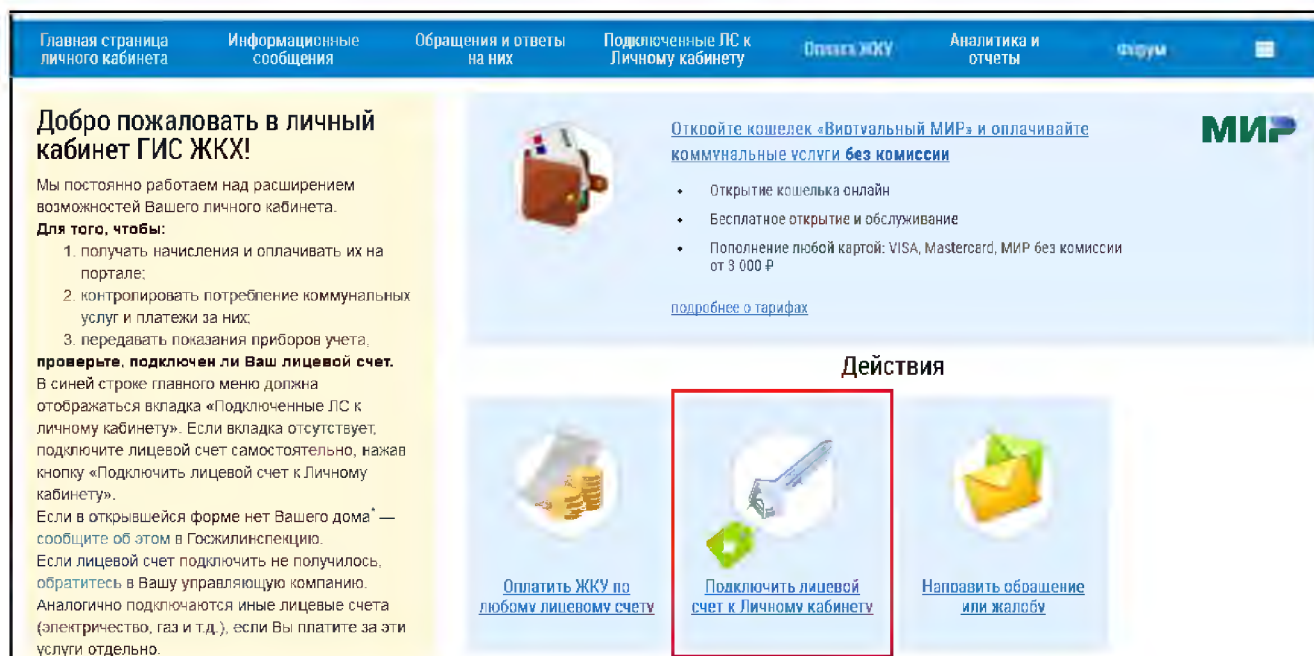 Главная страница
личного кабинета
Информационные
сообщения
Обращения и ответы
на них
Подключенные ЛС к
Личному кабинету
Оплата ЖКУ
Аналитика и
отчеты
Форум
Добро пожаловать в личный
кабинет ГИС ЖКХ!
Мы постоянно работаем над расширением
возможностей Вашего личного кабинета.
Для того, чтобы:
1. получать начисления и оплачивать их на
портале;
2. контролировать потребление коммунальных
услуг и платежи за них;
3. передавать показания приборов учета,
проверьте, подключен ли Ваш лицевой счет.
В синей строке главного меню должна
отображаться вкладка «Подключенные ЛС к
личному кабинету». Если вкладка отсутствует,
подключите лицевой счет самостоятельно, нажав
кнопку «Подключить лицевой счет к Личному
кабинету».
Если в открывшейся форме нет Вашего дома* —
сообщите об этом в Госжилинспекцию.
Если лицевой счет подключить не получилось,
обратитесь в Вашу управляющую компанию.
Аналогично подключаются иные лицевые счета
(электричество, газ и т.д.), если Вы платите за эти
услуги отдельно.
Откройте кошелек «Виртуальный МИР» и оплачивайте
коммунальные услуги без комиссии
• Открытие кошелька онлайн
• Бесплатное открытие и обслуживание
• Пополнение любой картой: VISA, Mastercard, МИР без комиссии
от 3 000 ₽
подробнее о тарифах
МИР
Действия
Оплатить ЖКУ по
любому лицевому счету
Подключить лицевой
счет к Личному кабинету
Направить обращение
или жалобу